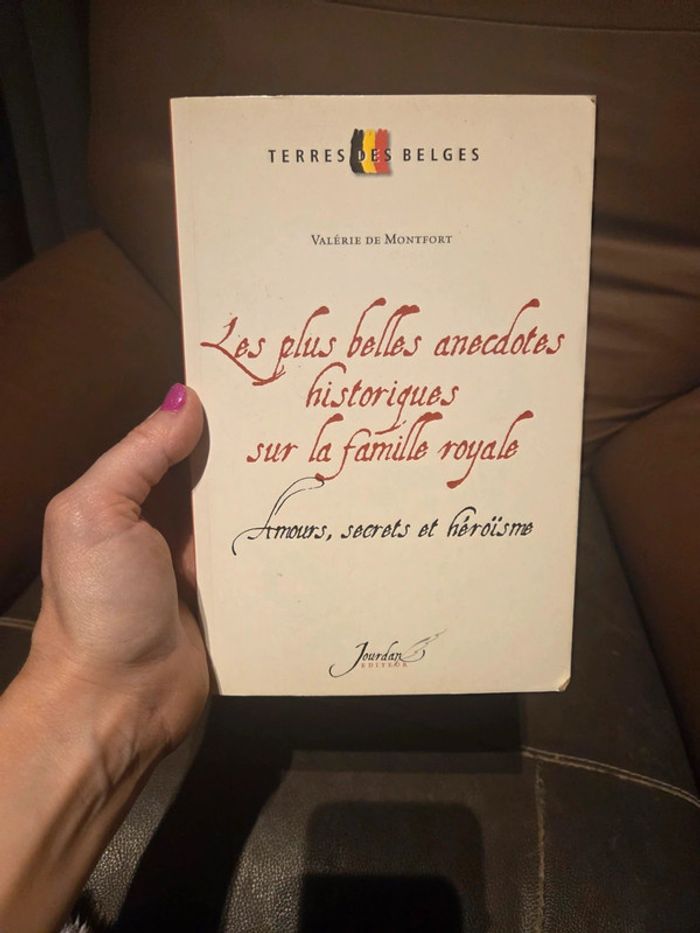 TERRES DES BELGES
VALÉRIE DE MONTFORT
Les plus belles anecdotes
historiques
sur la famille royale
Amours, secrets et héroïsme
Jourdan
EDITEUR